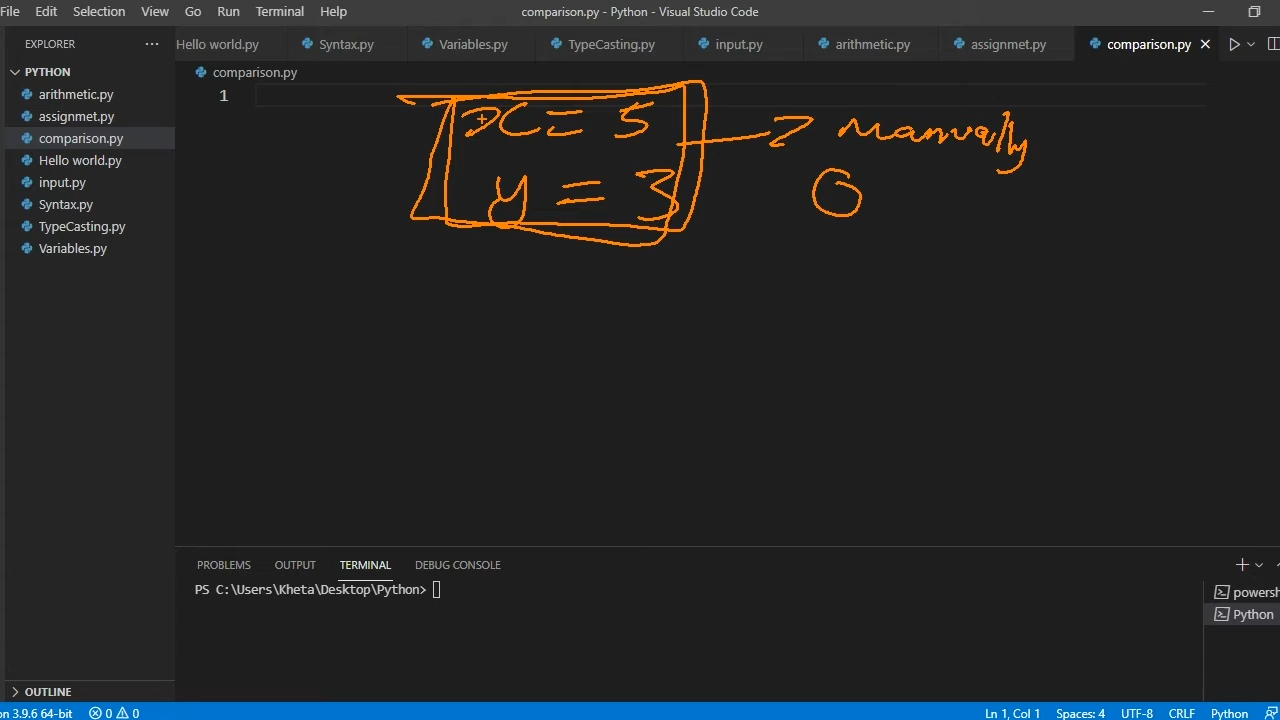 File Edit Selection View Go Run Terminal Help comparison.py - Python - Visual Studio Code
EXPLORER ... Hello world.py Syntax.py Variables.py TypeCasting.py input.py arithmetic.py assignmet.py comparison.py
PYTHON
arithmetic.py
assignmet.py
comparison.py
Hello world.py
input.py
Syntax.py
TypeCasting.py
Variables.py
OUTLINE
comparison.py
1
x = 5 manually
y = 3
PROBLEMS OUTPUT TERMINAL DEBUG CONSOLE
PS C:\Users\Kheta\Desktop\Python>
powersh
Python
on 3.9.6 64-bit 0 0 Ln 1, Col 1 Spaces: 4 UTF-8 CRLF Python